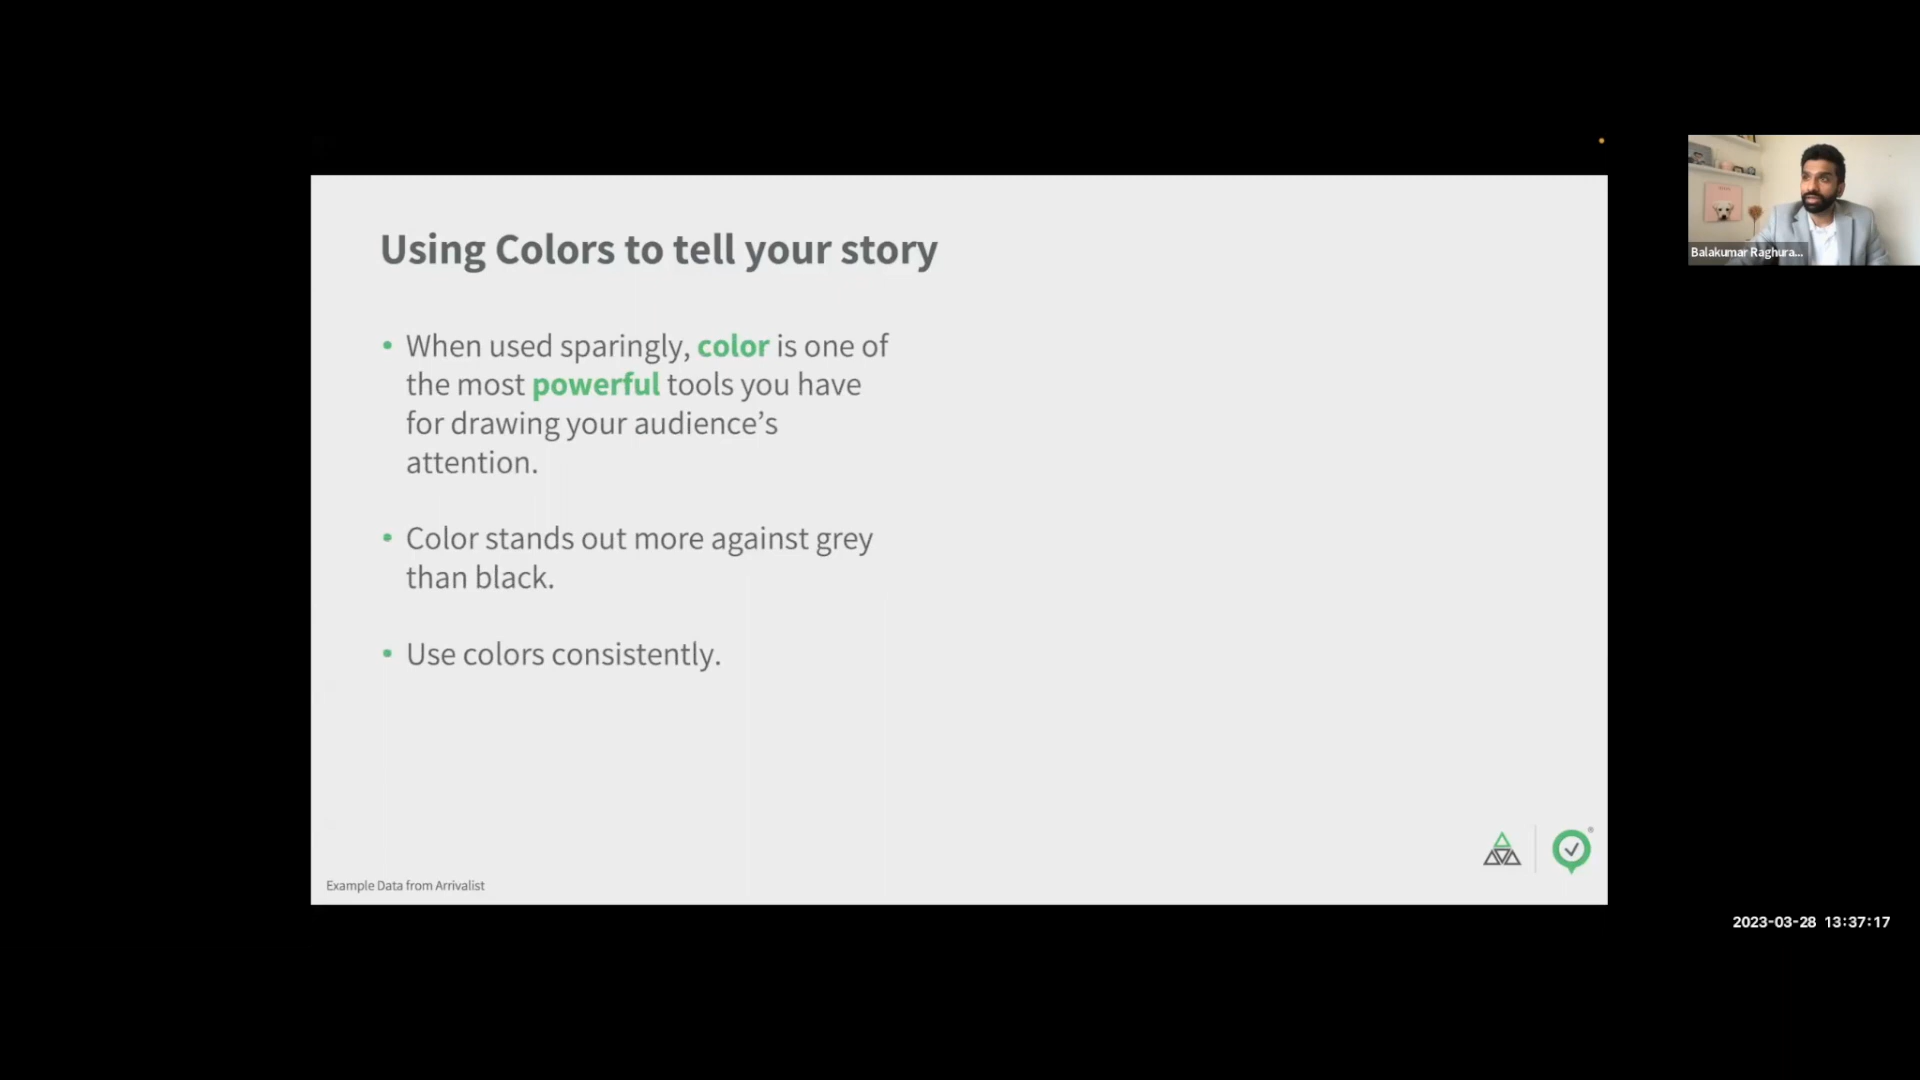 Using Colors to tell your story
• When used sparingly, color is one of
the most powerful tools you have
for drawing your audience’s
attention.
• Color stands out more against grey
than black.
• Use colors consistently.
Example Data from Arrivalist
®
Balakumar Raghura...
2023-03-28 13:37:17